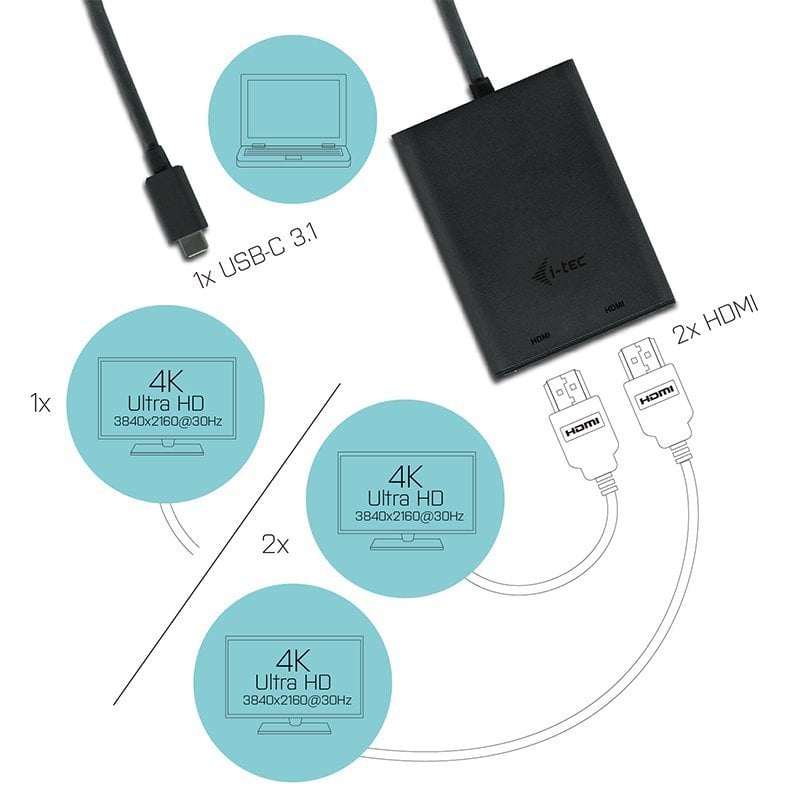 1x USB-C 3.1
i-tec
HDMI
HDMI
2x HDMI
HDMI
HDMI
1x
4K
Ultra HD
3840x2160@30Hz
2x
4K
Ultra HD
3840x2160@30Hz
4K
Ultra HD
3840x2160@30Hz